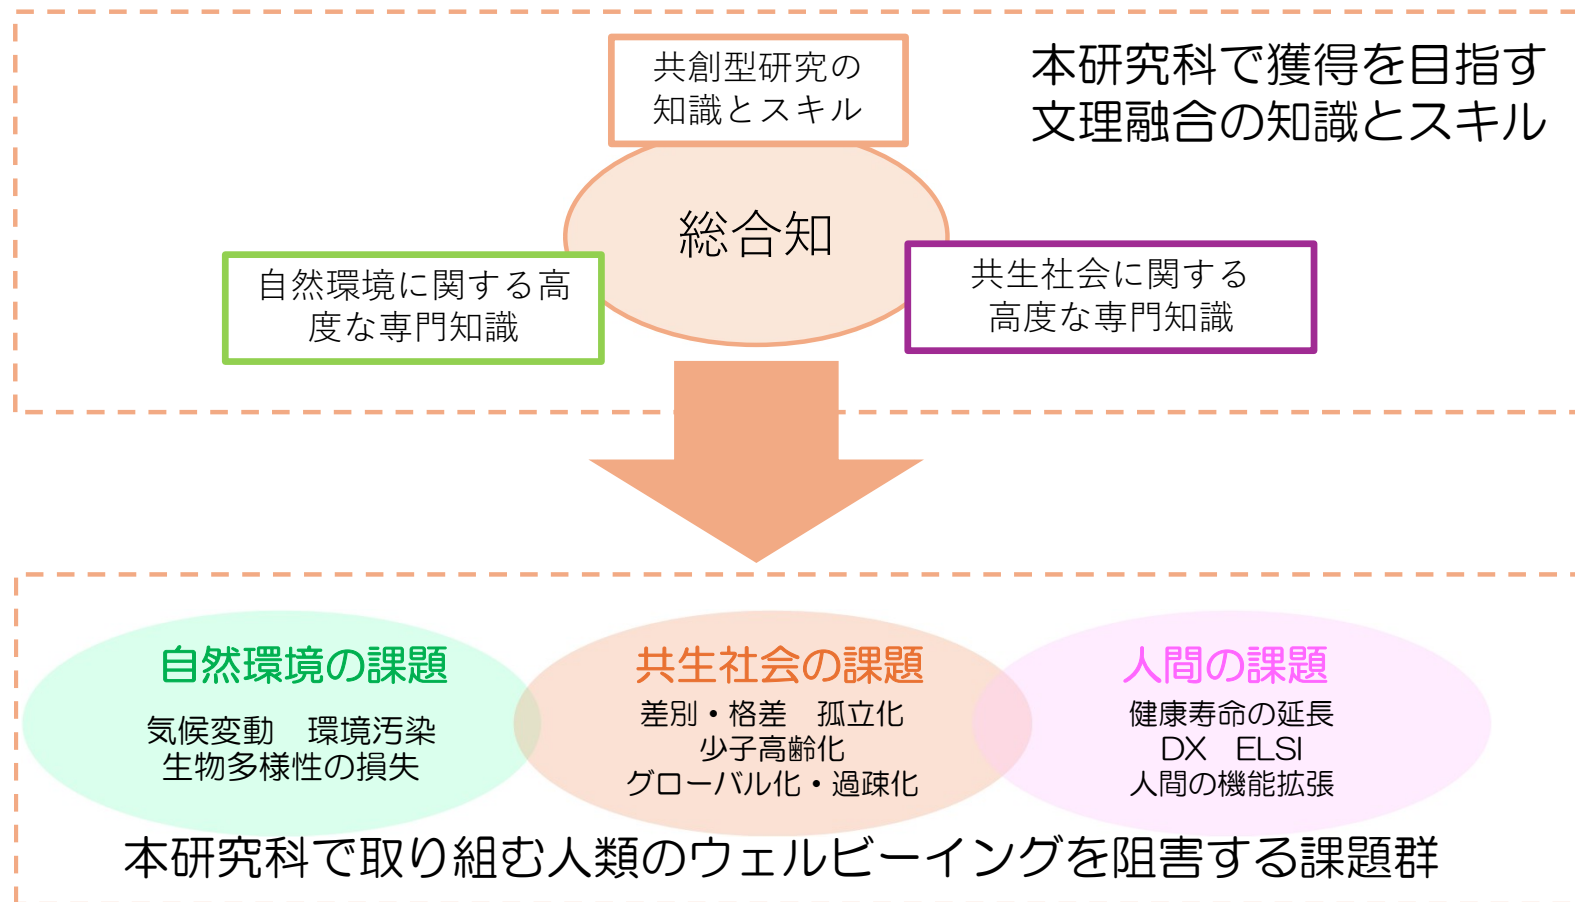 共創型研究の
知識とスキル
本研究科で獲得を目指す
文理融合の知識とスキル
総合知
自然環境に関する高
度な専門知識
共生社会に関する
高度な専門知識
自然環境の課題
気候変動　環境汚染
生物多様性の損失
共生社会の課題
差別・格差　孤立化
少子高齢化
グローバル化・過疎化
人間の課題
健康寿命の延長
DX　ELSI
人間の機能拡張
本研究科で取り組む人類のウェルビーイングを阻害する課題群